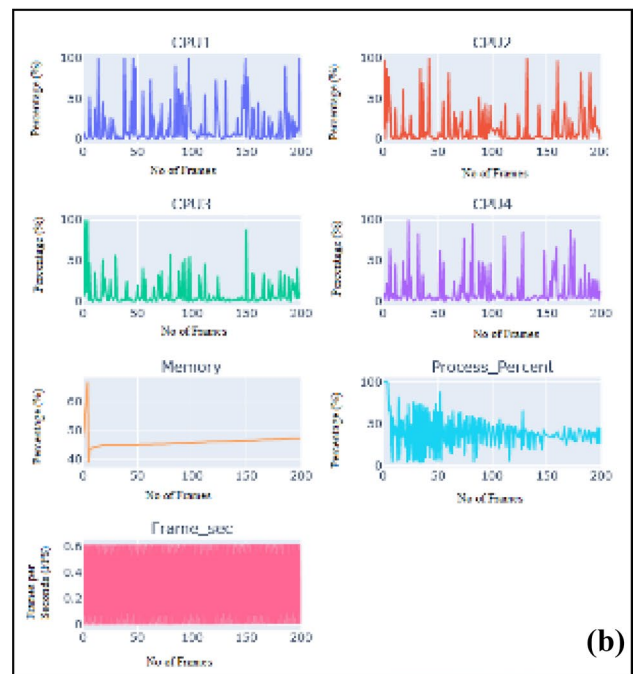 CPU1
CPU2
Percentage (%)
100
50
0
0 50 100 150 200
No of Frames
Percentage (%)
100
50
0
0 50 100 150 200
No of Frames
CPU3
CPU4
Percentage (%)
100
50
0
0 50 100 150 200
No of Frames
Percentage (%)
100
50
0
0 50 100 150 200
No of Frames
Memory
Process_Percent
Percentage (%)
60
50
40
0 50 100 150 200
No of Frames
Percentage (%)
100
50
0
0 50 100 150 200
No of Frames
Frame_sec
Frames per
Seconds (FPS)
0.6
0.4
0.2
0
0 50 100 150 200
No of Frames
(b)